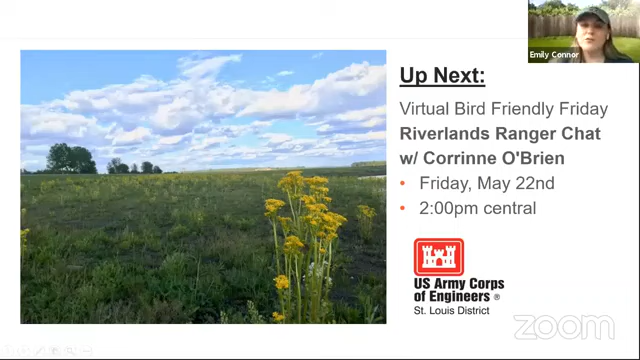 Emily Connor
Up Next:
Virtual Bird Friendly Friday
Riverlands Ranger Chat
w/ Corrinne O'Brien
• Friday, May 22nd
• 2:00pm central
US Army Corps
of Engineers ®
St. Louis District
zoom